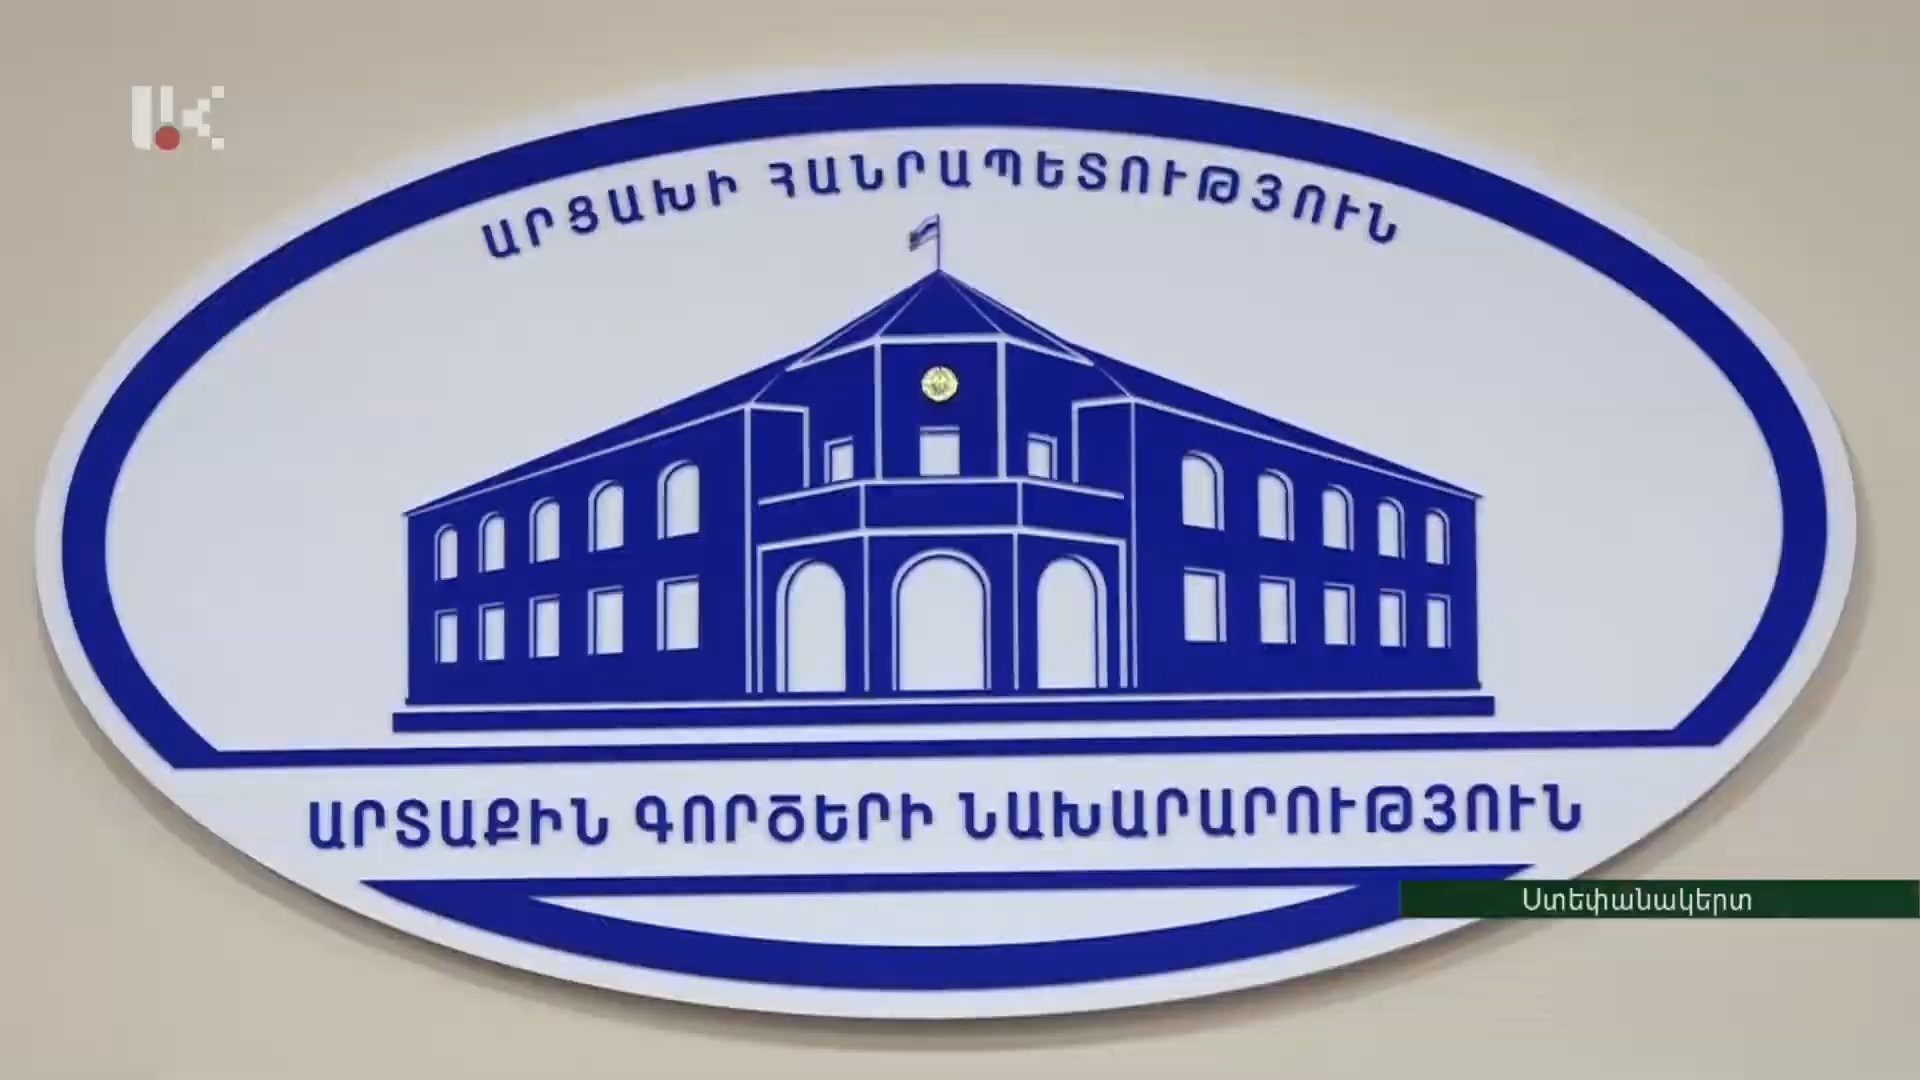 ԱՐՑԱԽԻ ՀԱՆՐԱՊԵՏՈՒԹՅՈՒՆ
ԱՐՏԱՔԻՆ ԳՈՐԾԵՐԻ ՆԱԽԱՐԱՐՈՒԹՅՈՒՆ
Ստեփանակերտ